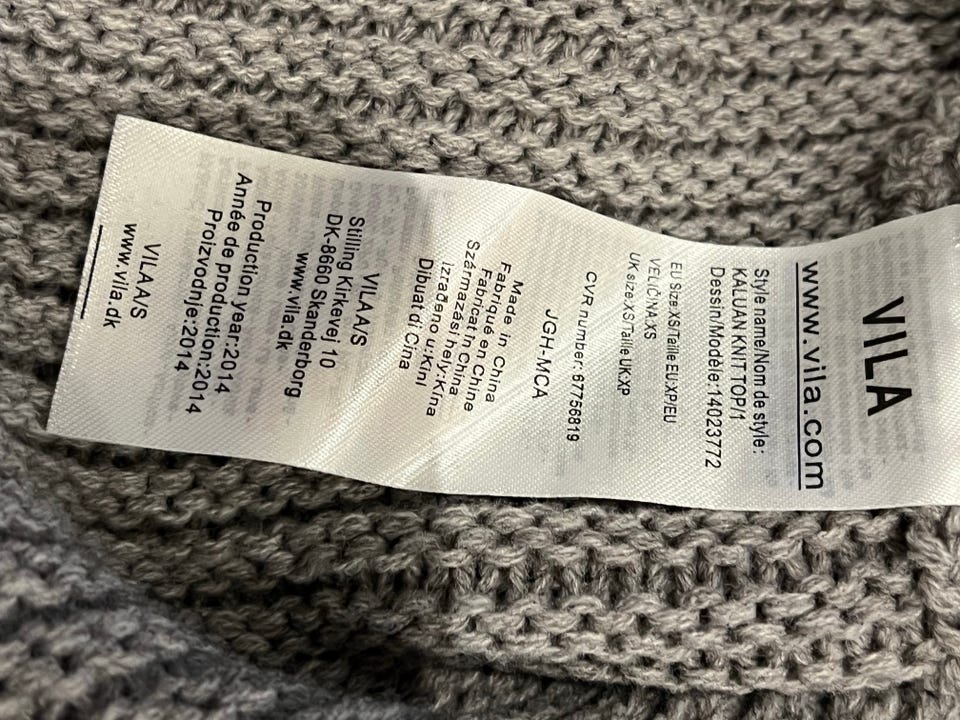 VILA
www.vila.com
Style name/Nom de style:
KALUAN KNIT TOP/1
Dessin/Modèle:14023772
EU Size:XS/Taille EU:XP/EU
VELIČINA:XS
UK size:XS/Taille UK:XP
CVR number: 67756819
JGH-MCA
Made in China
Fabriqué en Chine
Fabricat în China
Származási hely:Kína
Izrađeno u:Kini
Dibuat di Cina
VILA A/S
Stilling Kirkevej 10
DK-8660 Skanderborg
www.vila.dk
Production year:2014
Année de production:2014
Proizvodnje:2014
VILA A/S
www.vila.dk